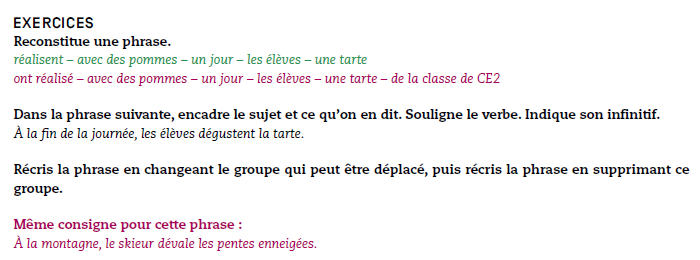 EXERCICES
Reconstitue une phrase.
réalisent – avec des pommes – un jour – les élèves – une tarte
ont réalisé – avec des pommes – un jour – les élèves – une tarte – de la classe de CE2
Dans la phrase suivante, encadre le sujet et ce qu’on en dit. Souligne le verbe. Indique son infinitif.
À la fin de la journée, les élèves dégustent la tarte.
Récris la phrase en changeant le groupe qui peut être déplacé, puis récris la phrase en supprimant ce
groupe.
Même consigne pour cette phrase :
À la montagne, le skieur dévale les pentes enneigées.